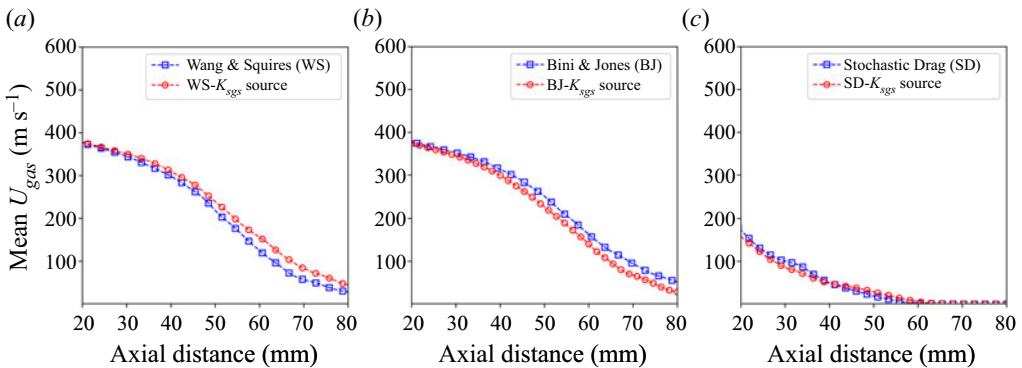 (a)
(b)
(c)
600
500
400
300
200
100
Mean U_gas (m s⁻¹)
Wang & Squires (WS)
WS-K_sgs source
20 30 40 50 60 70 80
Axial distance (mm)
600
500
400
300
200
100
Bini & Jones (BJ)
BJ-K_sgs source
20 30 40 50 60 70 80
Axial distance (mm)
600
500
400
300
200
100
Stochastic Drag (SD)
SD-K_sgs source
20 30 40 50 60 70 80
Axial distance (mm)